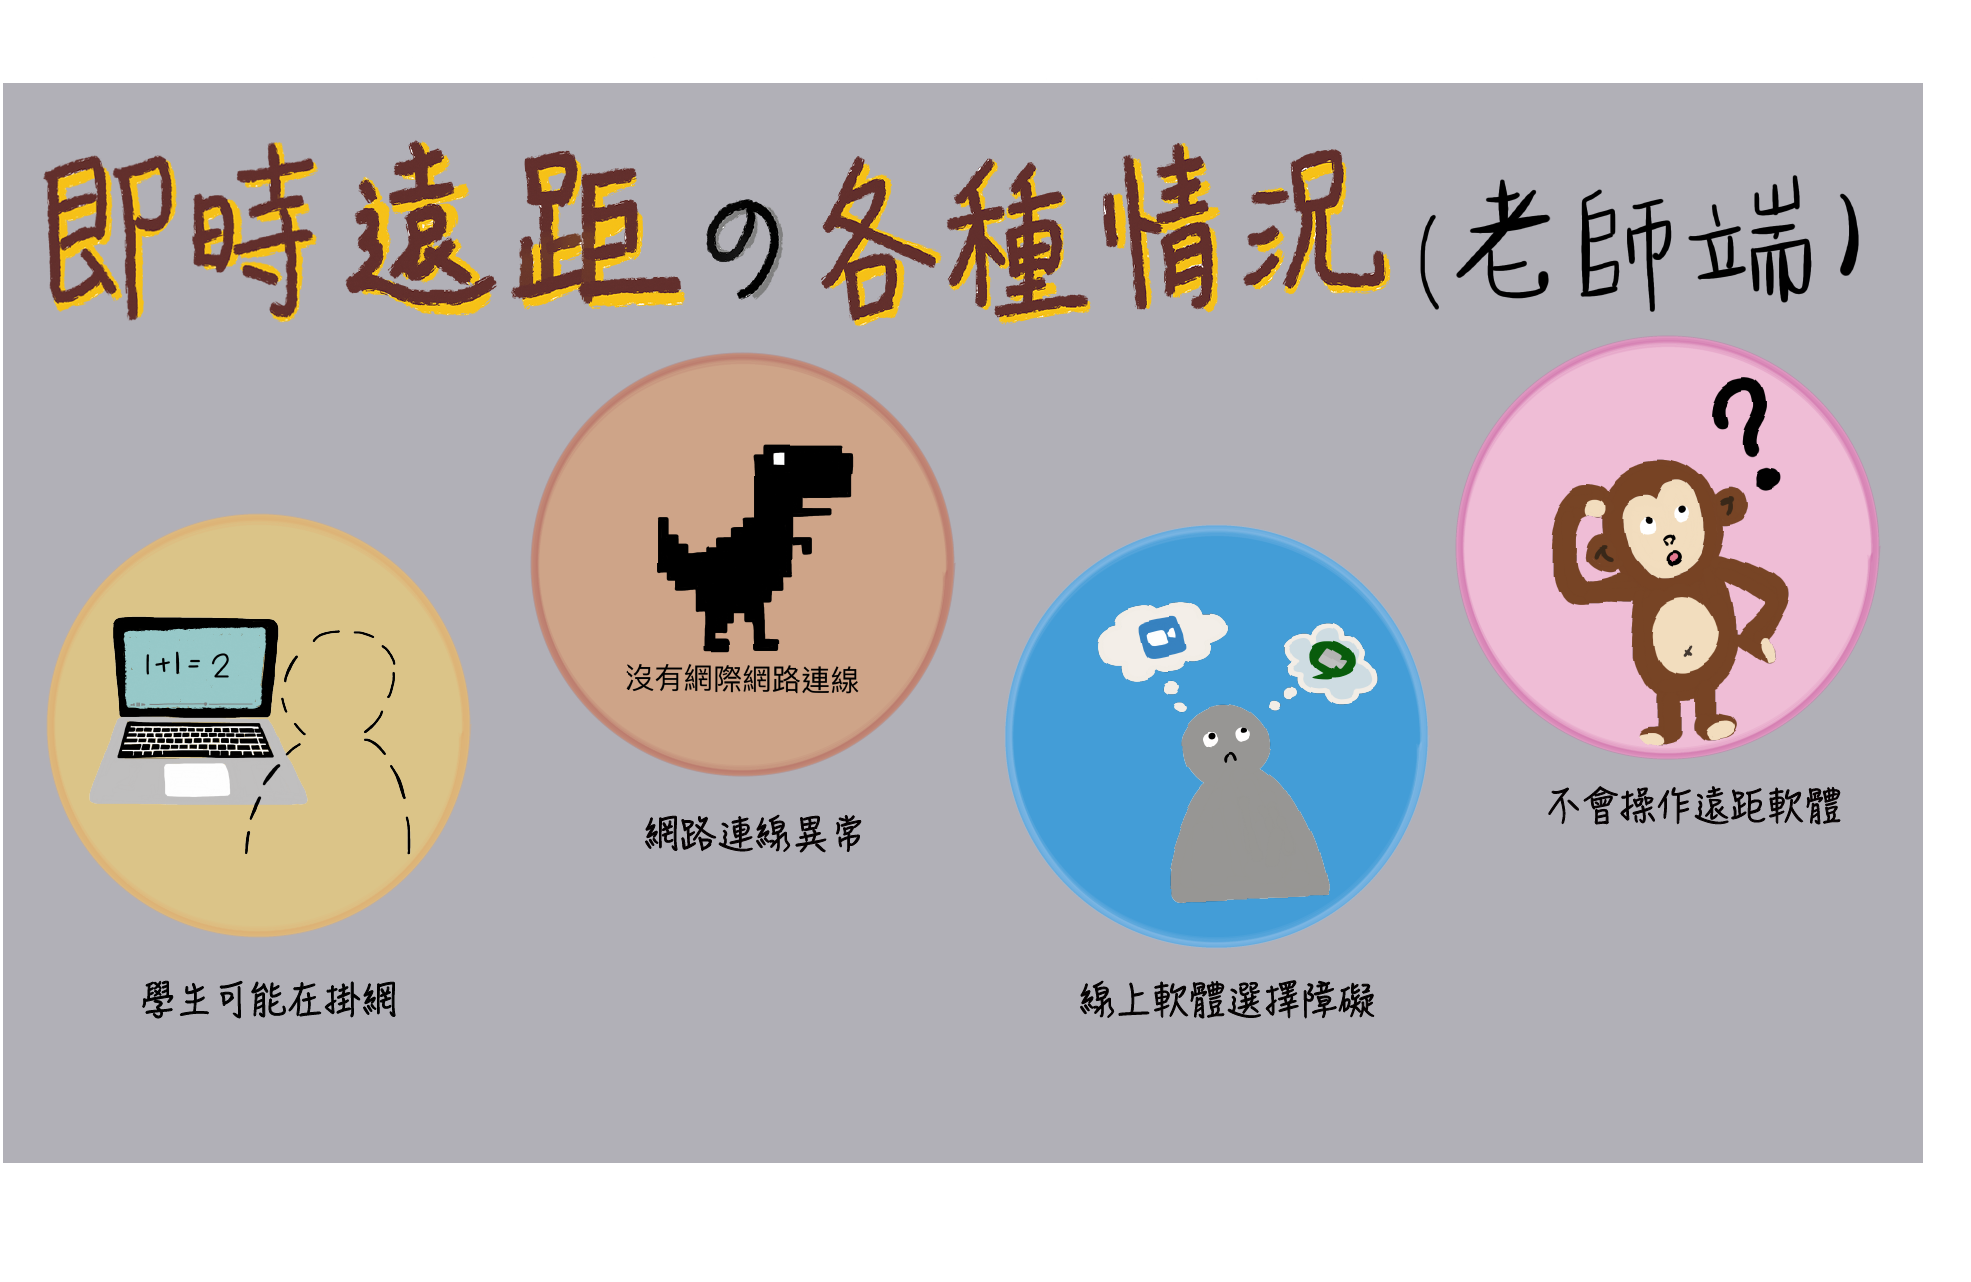 即時遠距の各種情況(老師端)
1+1=2
沒有網際網路連線
網路連線異常
不會操作遠距軟體
學生可能在掛網
線上軟體選擇障礙